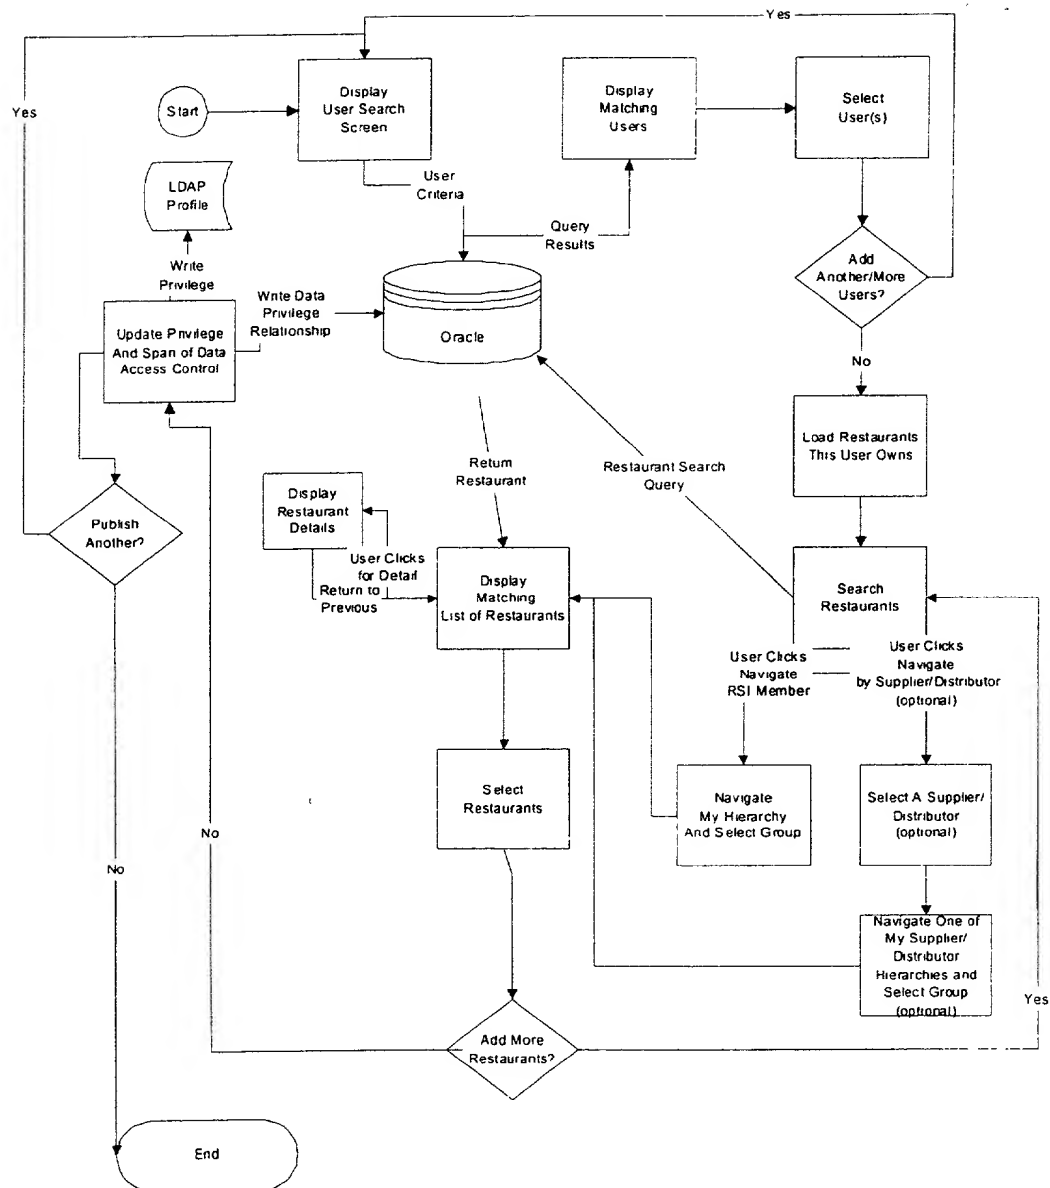 Yes
Yes
Start
Display
User Search
Screen
Display
Matching
Users
Select
User(s)
LDAP
Profile
User
Criteria
Query
Results
Write
Privilege
Write Data
Privilege
Relationship
Add
Another/More
Users?
Update Privilege
And Span of Data
Access Control
Oracle
No
Load Restaurants
This User Owns
Return
Restaurant
Restaurant Search
Query
Display
Restaurant
Details
Publish
Another?
User Clicks
for Detail
Return to
Previous
Display
Matching
List of Restaurants
Search
Restaurants
User Clicks
Navigate
RSI Member
User Clicks
Navigate
by Supplier/Distributor
(optional)
Select
Restaurants
Navigate
My Hierarchy
And Select Group
Select A Supplier/
Distributor
(optional)
No
No
Navigate One of
My Supplier/
Distributor
Hierarchies and
Select Group
(optional)
Yes
Add More
Restaurants?
End